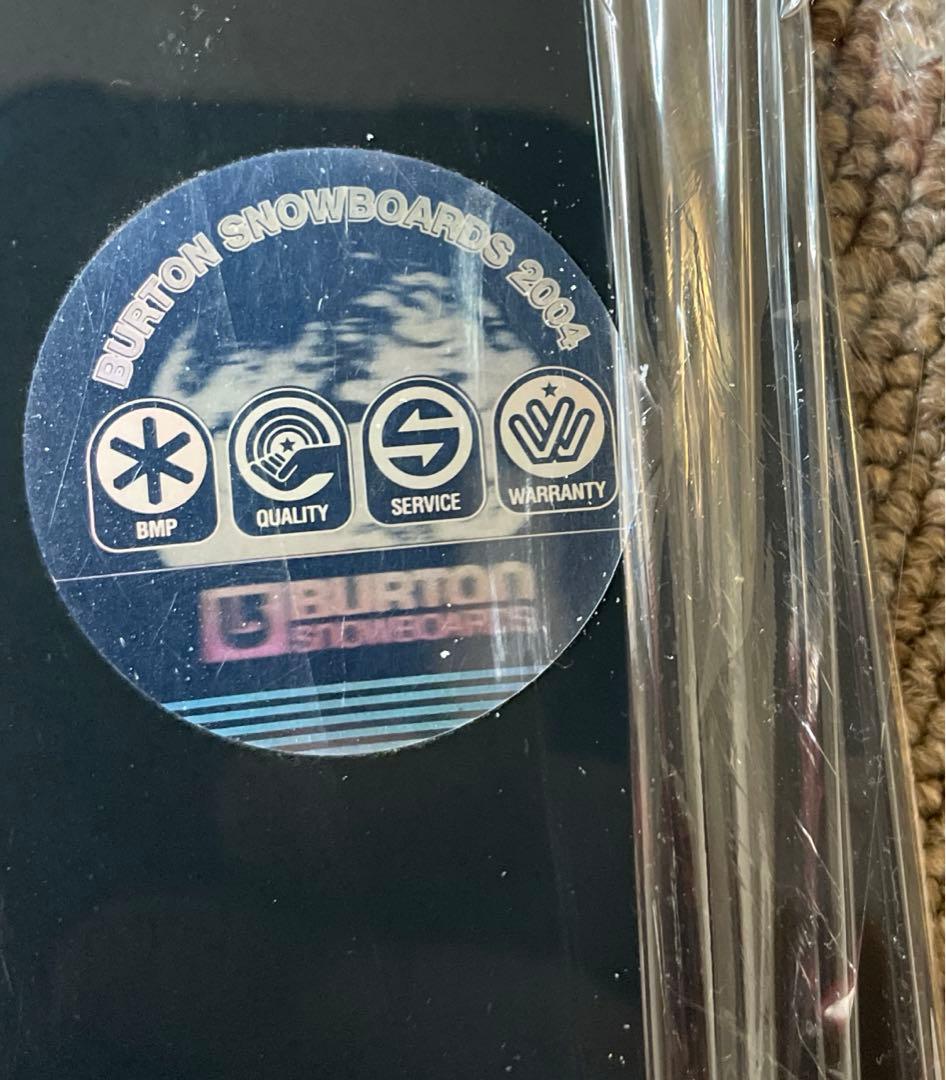 BURTON SNOWBOARDS 2004
BMP
QUALITY
SERVICE
WARRANTY
BURTON
SNOWBOARDS